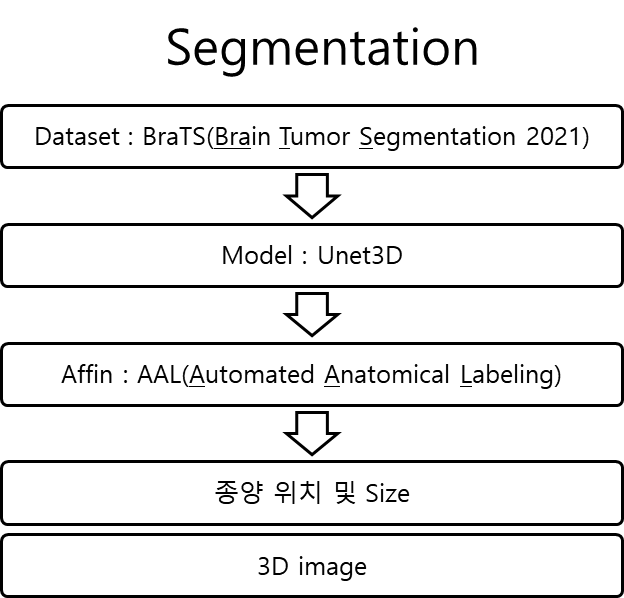 Segmentation
Dataset : BraTS(Brain Tumor Segmentation 2021)
Model : Unet3D
Affin : AAL(Automated Anatomical Labeling)
종양 위치 및 Size
3D image